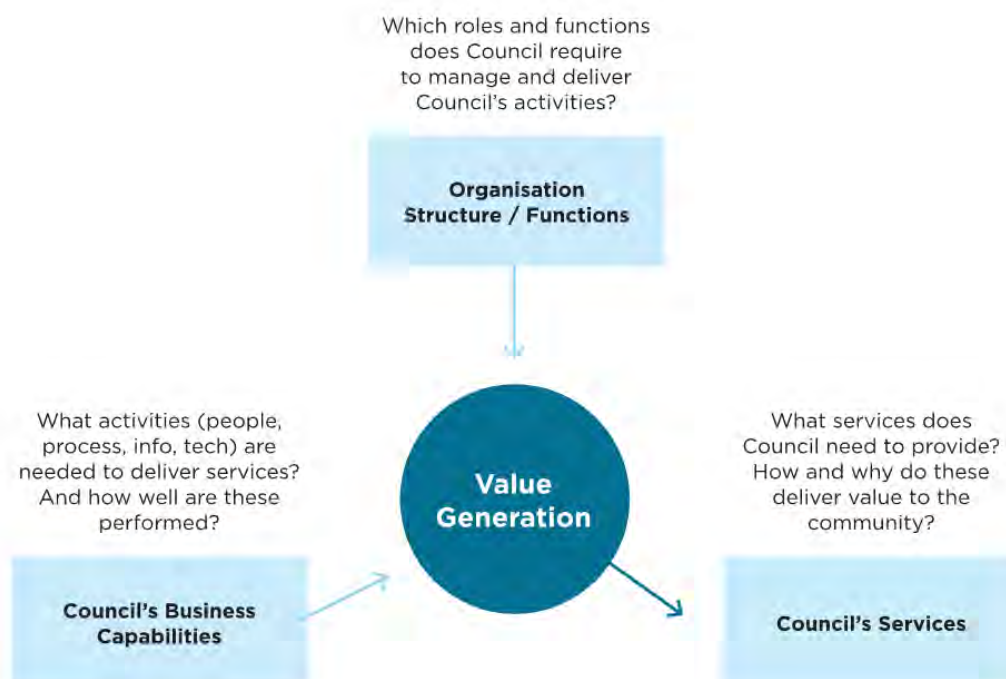 Which roles and functions
does Council require
to manage and deliver
Council's activities?
Organisation
Structure / Functions
What activities (people,
process, info, tech) are
needed to deliver services?
And how well are these
performed?
Council's Business
Capabilities
Value
Generation
What services does
Council need to provide?
How and why do these
deliver value to the
community?
Council's Services